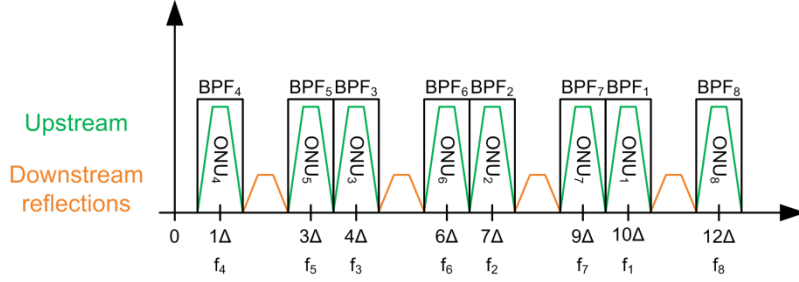 BPF₄ BPF₅ BPF₃ BPF₆ BPF₂ BPF₇ BPF₁ BPF₈
Upstream
ONU₄ ONU₅ ONU₃ ONU₆ ONU₂ ONU₇ ONU₁ ONU₈
Downstream
reflections
0 1Δ 3Δ 4Δ 6Δ 7Δ 9Δ 10Δ 12Δ
f₄ f₅ f₃ f₆ f₂ f₇ f₁ f₈